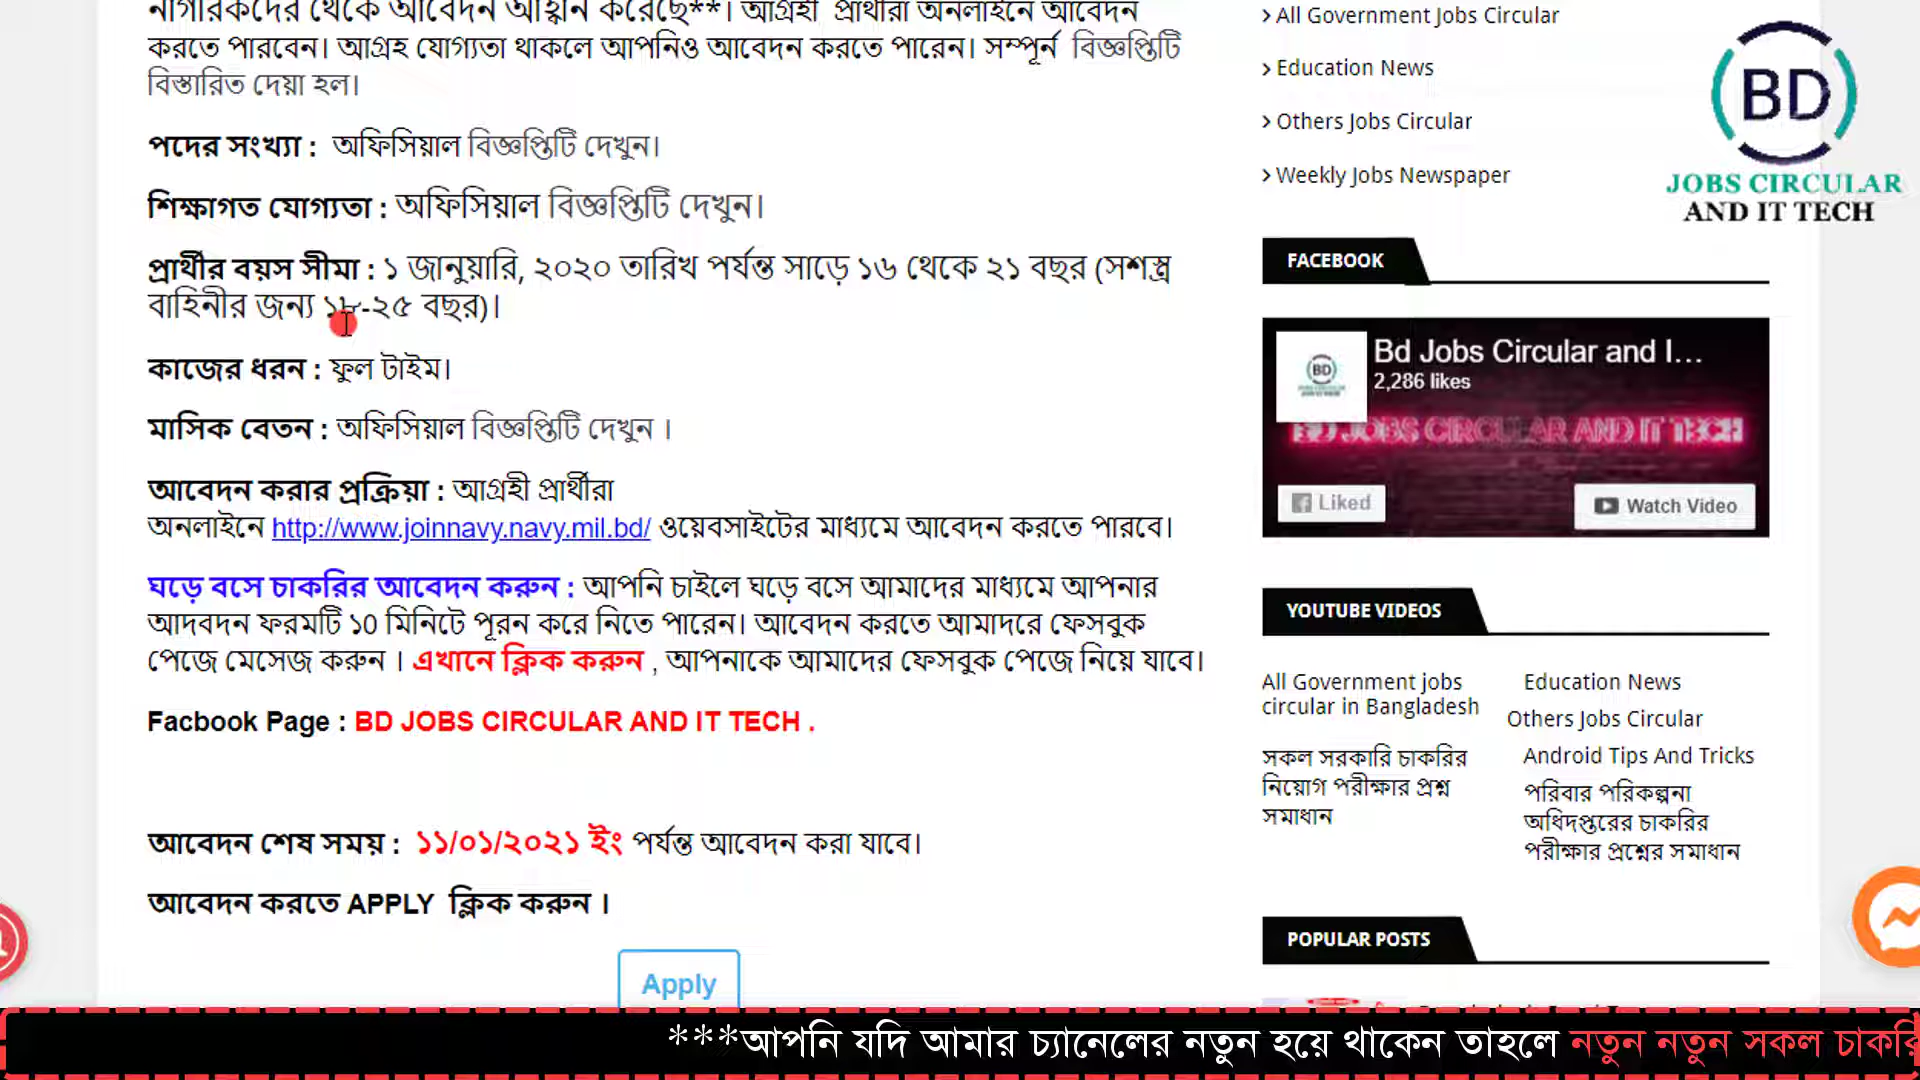 নাগরিকদের থেকে আবেদন আহ্বান করেছে**। আগ্রহী প্রার্থীরা অনলাইনে আবেদন
করতে পারবেন। আগ্রহ যোগ্যতা থাকলে আপনিও আবেদন করতে পারেন। সম্পূর্ন বিজ্ঞপ্তিটি
বিস্তারিত দেয়া হল।
পদের সংখ্যা : অফিসিয়াল বিজ্ঞপ্তিটি দেখুন।
শিক্ষাগত যোগ্যতা : অফিসিয়াল বিজ্ঞপ্তিটি দেখুন।
প্রার্থীর বয়স সীমা : ১ জানুয়ারি, ২০২০ তারিখ পর্যন্ত সাড়ে ১৬ থেকে ২১ বছর (সশস্ত্র
বাহিনীর জন্য ১৮-২৫ বছর)।
কাজের ধরন : ফুল টাইম।
মাসিক বেতন : অফিসিয়াল বিজ্ঞপ্তিটি দেখুন ।
আবেদন করার প্রক্রিয়া : আগ্রহী প্রার্থীরা
অনলাইনে http://www.joinnavy.navy.mil.bd/ ওয়েবসাইটের মাধ্যমে আবেদন করতে পারবে।
ঘড়ে বসে চাকরির আবেদন করুন : আপনি চাইলে ঘড়ে বসে আমাদের মাধ্যমে আপনার
আদবদন ফরমটি ১0 মিনিটে পূরন করে নিতে পারেন। আবেদন করতে আমাদরে ফেসবুক
পেজে মেসেজ করুন । এখানে ক্লিক করুন , আপনাকে আমাদের ফেসবুক পেজে নিয়ে যাবে।
Facbook Page : BD JOBS CIRCULAR AND IT TECH .
আবেদন শেষ সময় : ১১/০১/২০২১ ইং পর্যন্ত আবেদন করা যাবে।
আবেদন করতে APPLY ক্লিক করুন ।
Apply
All Government Jobs Circular
Education News
Others Jobs Circular
Weekly Jobs Newspaper
BD
JOBS CIRCULAR
AND IT TECH
FACEBOOK
BD
Bd Jobs Circular and I...
2,286 likes
BD JOBS CIRCULAR AND IT TECH
Liked
Watch Video
YOUTUBE VIDEOS
All Government jobs
circular in Bangladesh
সকল সরকারি চাকরির
নিয়োগ পরীক্ষার প্রশ্ন
সমাধান
Education News
Others Jobs Circular
Android Tips And Tricks
পরিবার পরিকল্পনা
অধিদপ্তরের চাকরির
পরীক্ষার প্রশ্নের সমাধান
POPULAR POSTS
***আপনি যদি আমার চ্যানেলের নতুন হয়ে থাকেন তাহলে নতুন নতুন সকল চাকরি